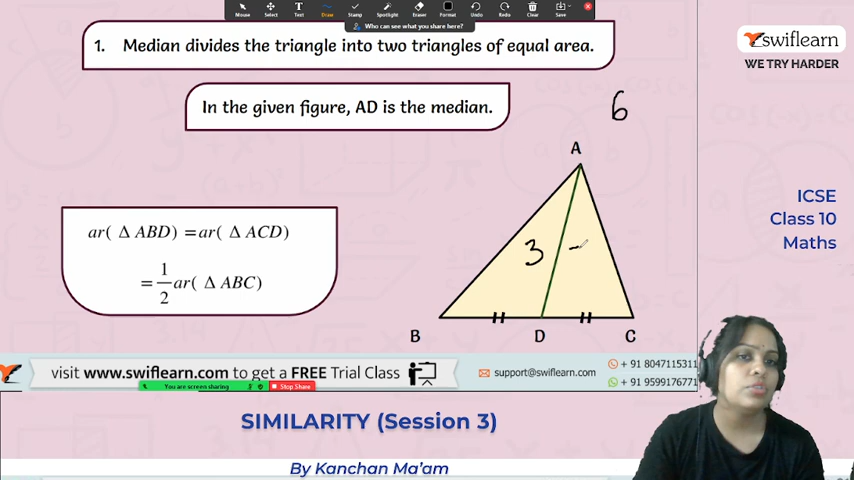 Mouse Select Text Draw Stamp Spotlight Eraser Format Undo Redo Clear Save
Who can see what you share here?
1. Median divides the triangle into two triangles of equal area.
swiflearn
WE TRY HARDER
In the given figure, AD is the median.
6
A
ICSE
Class 10
Maths
ar( Δ ABD) =ar( Δ ACD)
= 1/2 ar( Δ ABC)
3
B D C
visit www.swiflearn.com to get a FREE Trial Class
support@swiflearn.com
+ 91 8047115311
+ 91 9599176771
You are screen sharing Stop Share
SIMILARITY (Session 3)
By Kanchan Ma'am